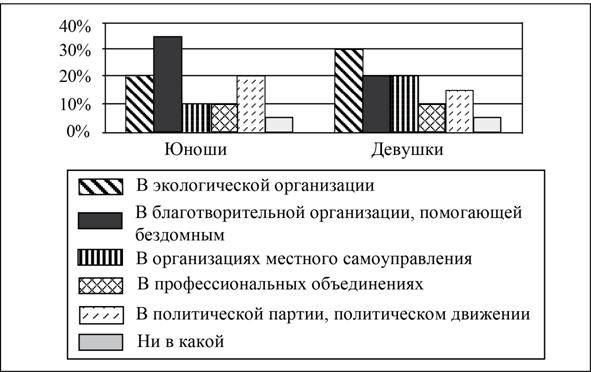 40%
30%
20%
10%
0%
Юноши Девушки
В экологической организации
В благотворительной организации, помогающей
бездомным
В организациях местного самоуправления
В профессиональных объединениях
В политической партии, политическом движении
Ни в какой